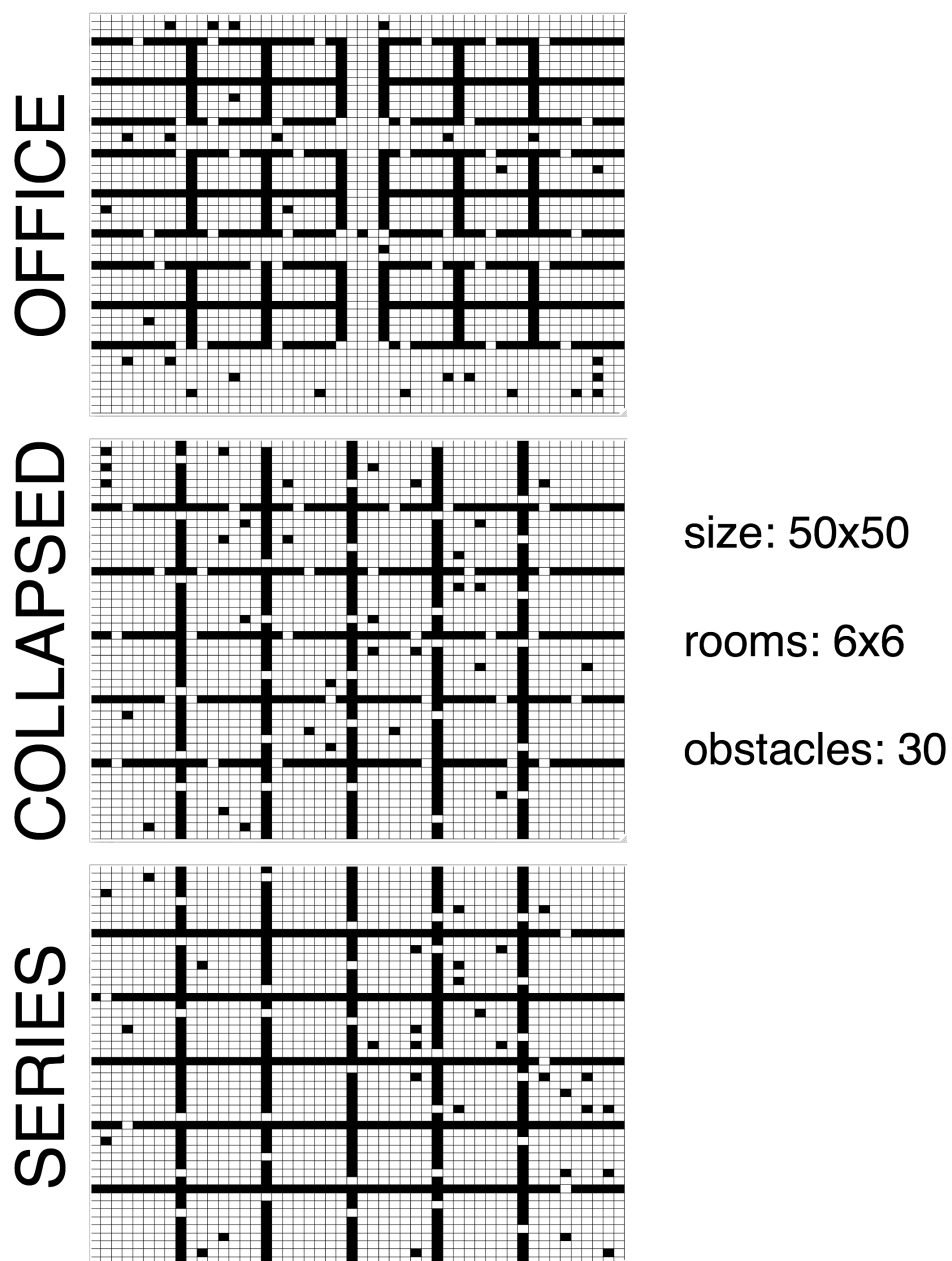 OFFICE
COLLAPSED
SERIES
size: 50x50
rooms: 6x6
obstacles: 30